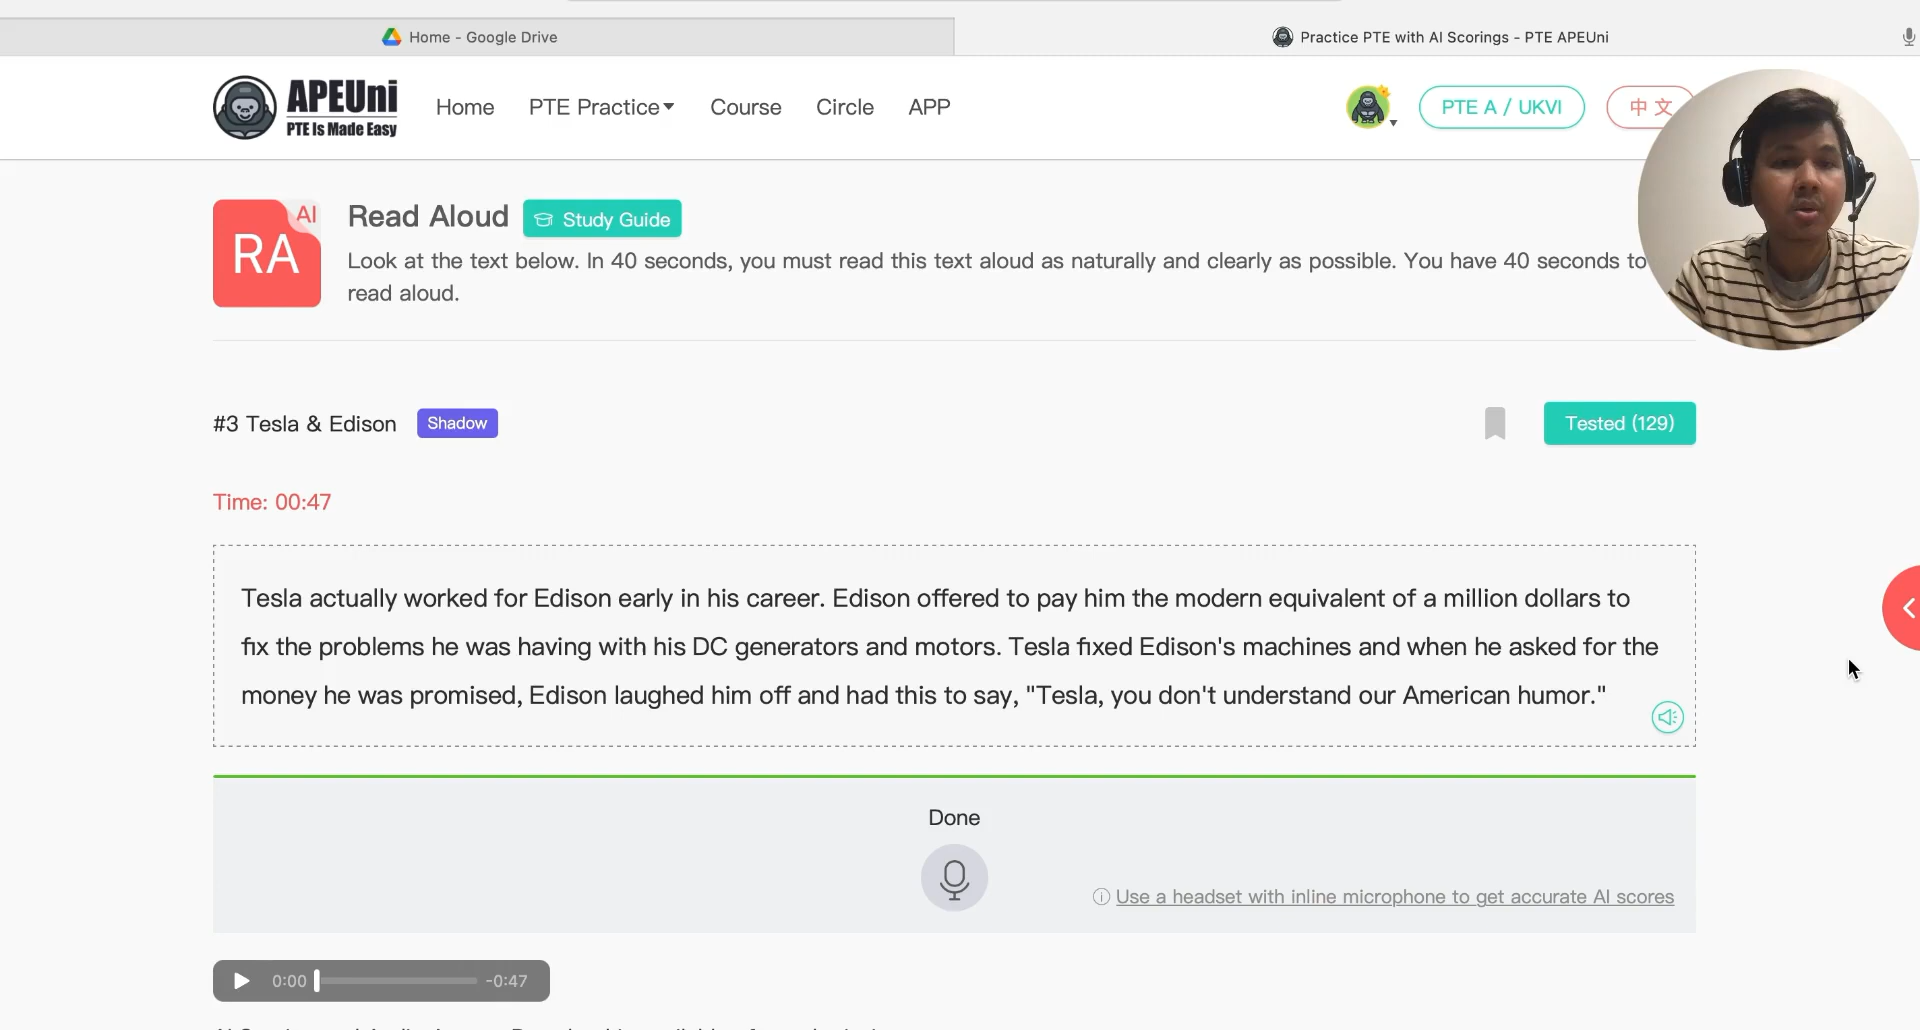 Home - Google Drive
Practice PTE with AI Scorings - PTE APEUni
APEUni
PTE Is Made Easy
Home
PTE Practice
Course
Circle
APP
PTE A / UKVI
中文
RA
AI
Read Aloud
Study Guide
Look at the text below. In 40 seconds, you must read this text aloud as naturally and clearly as possible. You have 40 seconds to
read aloud.
#3 Tesla & Edison
Shadow
Tested (129)
Time: 00:47
Tesla actually worked for Edison early in his career. Edison offered to pay him the modern equivalent of a million dollars to
fix the problems he was having with his DC generators and motors. Tesla fixed Edison's machines and when he asked for the
money he was promised, Edison laughed him off and had this to say, "Tesla, you don't understand our American humor."
Done
Use a headset with inline microphone to get accurate AI scores
0:00
-0:47